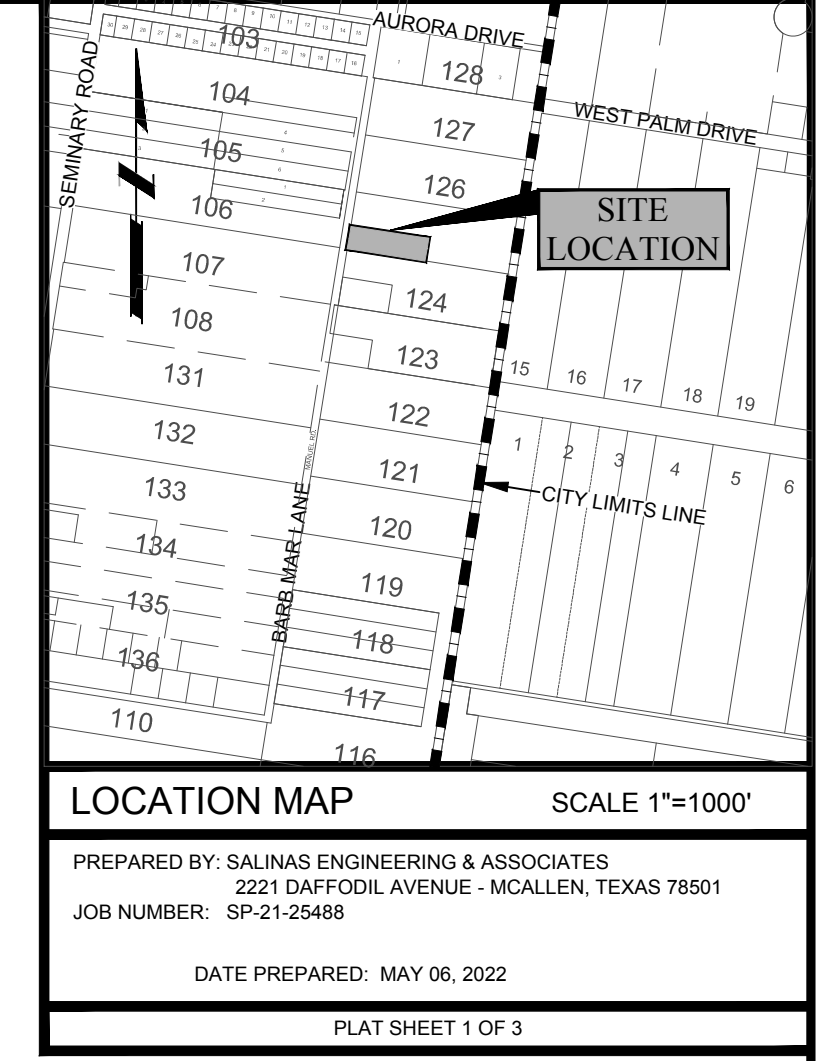 AURORA DRIVE
103
128
SEMINARY ROAD
104
127
WEST PALM DRIVE
105
126
106
SITE
LOCATION
107
124
108
123
131
15
16
17
18
19
122
132
1
2
3
4
5
6
121
MANUEL RD.
133
CITY LIMITS LINE
120
134
BARB MAR LANE
119
135
118
136
117
110
116
LOCATION MAP
SCALE 1"=1000'
PREPARED BY: SALINAS ENGINEERING & ASSOCIATES
2221 DAFFODIL AVENUE - MCALLEN, TEXAS 78501
JOB NUMBER: SP-21-25488
DATE PREPARED: MAY 06, 2022
PLAT SHEET 1 OF 3